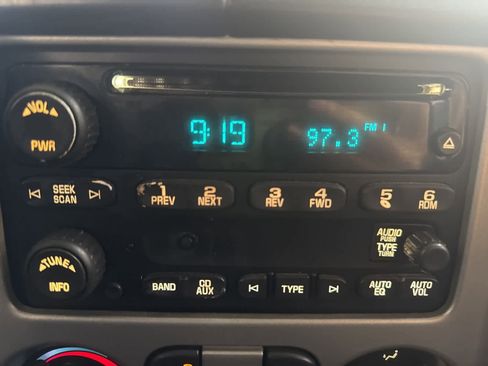 VOL
PWR
9:19
97.3
FM 1
SEEK
SCAN
1
PREV
2
NEXT
3
REV
4
FWD
5
6
RDM
AUDIO
PUSH
TYPE
TURN
TUNE
INFO
BAND
CD
AUX
TYPE
AUTO
EQ
AUTO
VOL